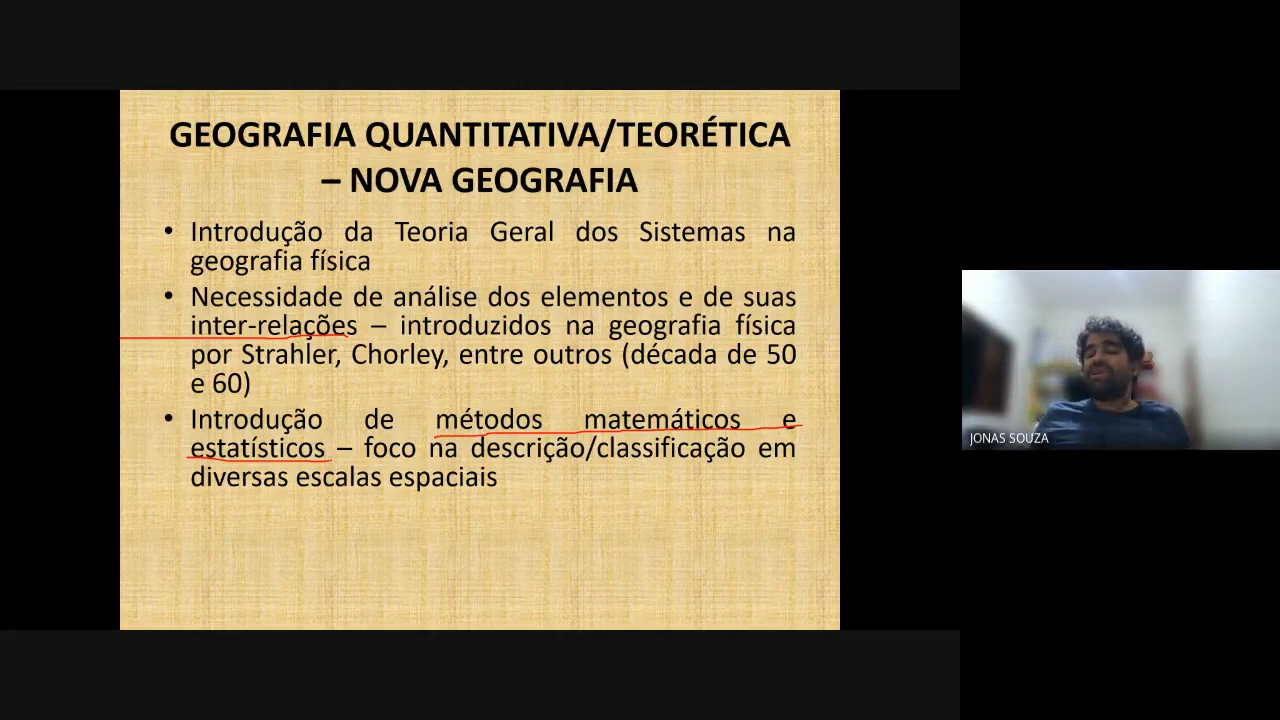 GEOGRAFIA QUANTITATIVA/TEORÉTICA
– NOVA GEOGRAFIA
• Introdução da Teoria Geral dos Sistemas na
geografia física
• Necessidade de análise dos elementos e de suas
inter-relações – introduzidos na geografia física
por Strahler, Chorley, entre outros (década de 50
e 60)
• Introdução de métodos matemáticos e
estatísticos – foco na descrição/classificação em
diversas escalas espaciais
JONAS SOUZA